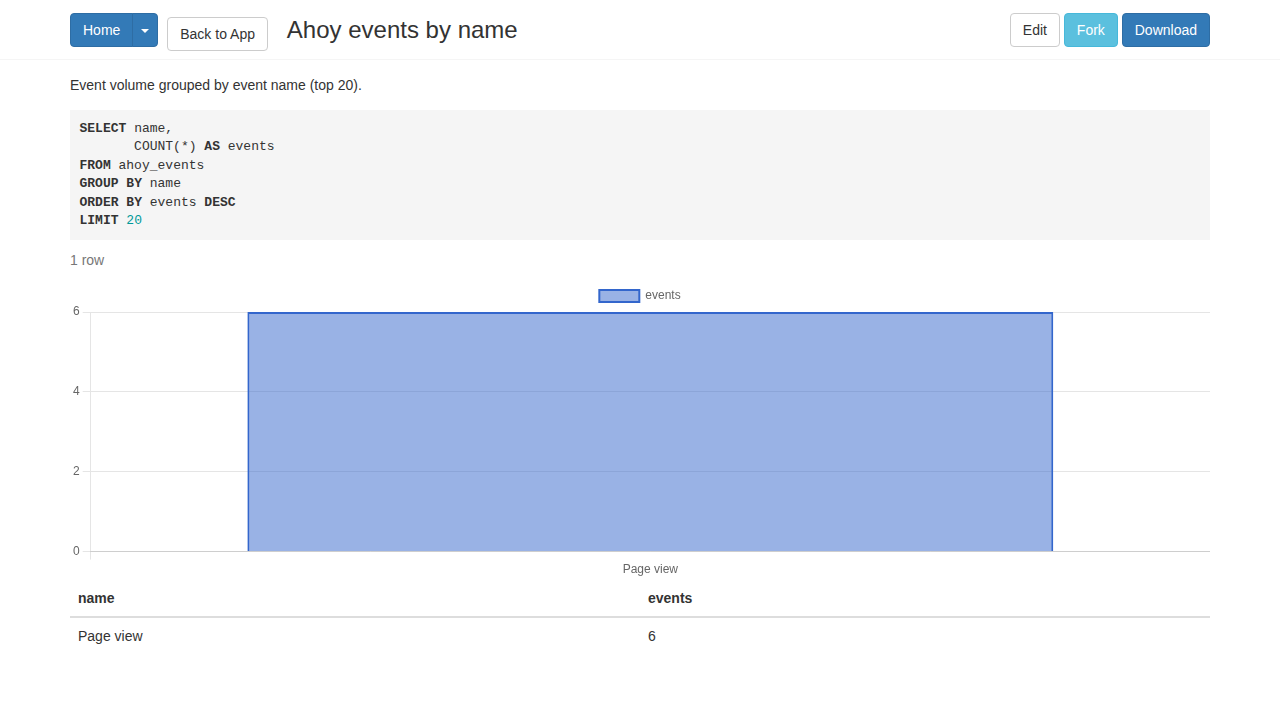 Home
Back to App
Ahoy events by name
Edit
Fork
Download
Event volume grouped by event name (top 20).
SELECT name,
       COUNT(*) AS events
FROM ahoy_events
GROUP BY name
ORDER BY events DESC
LIMIT 20
1 row
events
6
4
2
0
Page view
name events
Page view 6